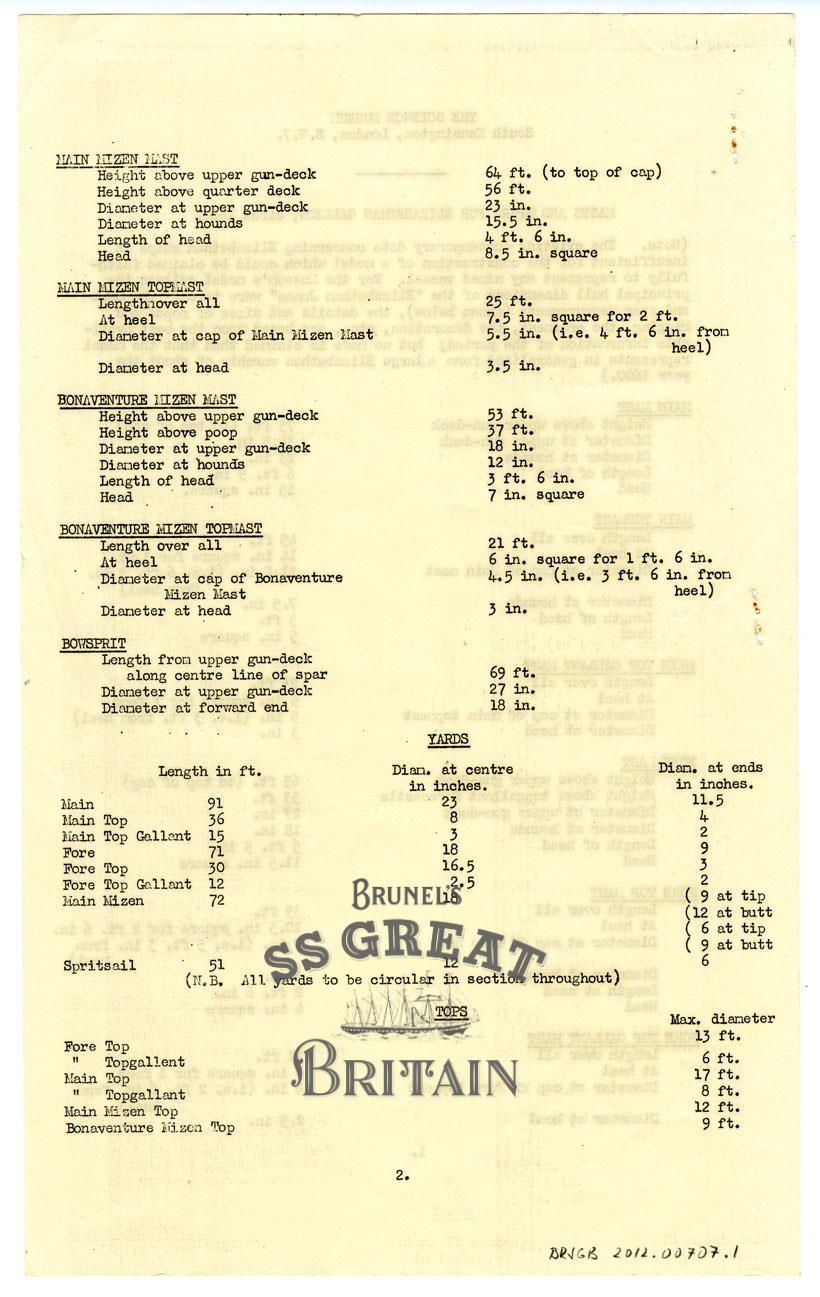 MAIN MIZEN MAST
Height above upper gun-deck 64 ft. (to top of cap)
Height above quarter deck 56 ft.
Diameter at upper gun-deck 23 in.
Diameter at hounds 15.5 in.
Length of head 4 ft. 6 in.
Head 8.5 in. square
MAIN MIZEN TOPMAST
Length over all 25 ft.
At heel 7.5 in. square for 2 ft.
Diameter at cap of Main Mizen Mast 5.5 in. (i.e. 4 ft. 6 in. from
heel)
Diameter at head 3.5 in.
BONAVENTURE MIZEN MAST
Height above upper gun-deck 53 ft.
Height above poop 37 ft.
Diameter at upper gun-deck 18 in.
Diameter at hounds 12 in.
Length of head 3 ft. 6 in.
Head 7 in. square
BONAVENTURE MIZEN TOPMAST
Length over all 21 ft.
At heel 6 in. square for 1 ft. 6 in.
Diameter at cap of Bonaventure 4.5 in. (i.e. 3 ft. 6 in. from
Mizen Mast heel)
Diameter at head 3 in.
BOWSPRIT
Length from upper gun-deck
along centre line of spar 69 ft.
Diameter at upper gun-deck 27 in.
Diameter at forward end 18 in.
YARDS
Length in ft. Diam. at centre Diam. at ends
in inches. in inches.
Main 91 23 11.5
Main Top 36 8 4
Main Top Gallant 15 3 2
Fore 71 18 9
Fore Top 30 16.5 3
Fore Top Gallant 12 2.5 2
Main Mizen 72 18 ( 9 at tip
(12 at butt
( 6 at tip
( 9 at butt
Spritsail 51 12 6
(N.B. All yards to be circular in section throughout)
TOPS
Max. diameter
Fore Top 13 ft.
" Topgallent 6 ft.
Main Top 17 ft.
" Topgallant 8 ft.
Main Mizen Top 12 ft.
Bonaventure Mizen Top 9 ft.
BRUNEL'S
SS GREAT
BRITAIN
2.
BRSGB 2012.00707.1